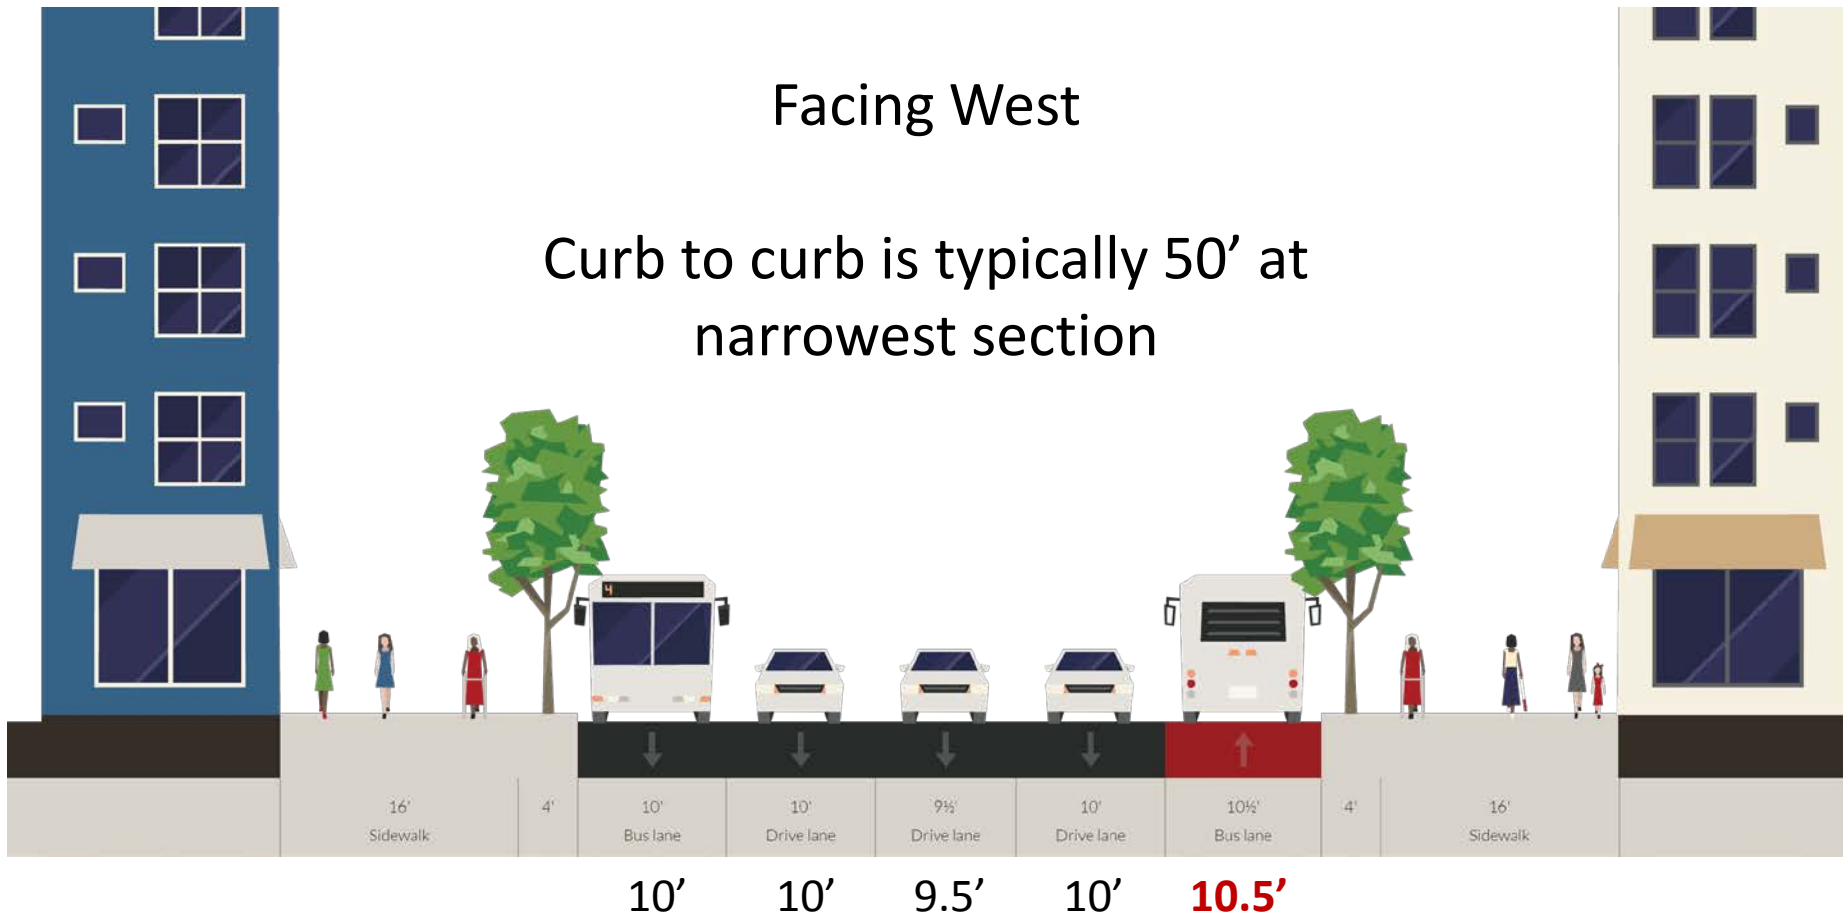 Facing West
Curb to curb is typically 50’ at
narrowest section
4
16' 4' 10' 10' 9½' 10' 10½' 4' 16'
Sidewalk Bus lane Drive lane Drive lane Drive lane Bus lane Sidewalk
10’ 10’ 9.5’ 10’ 10.5’